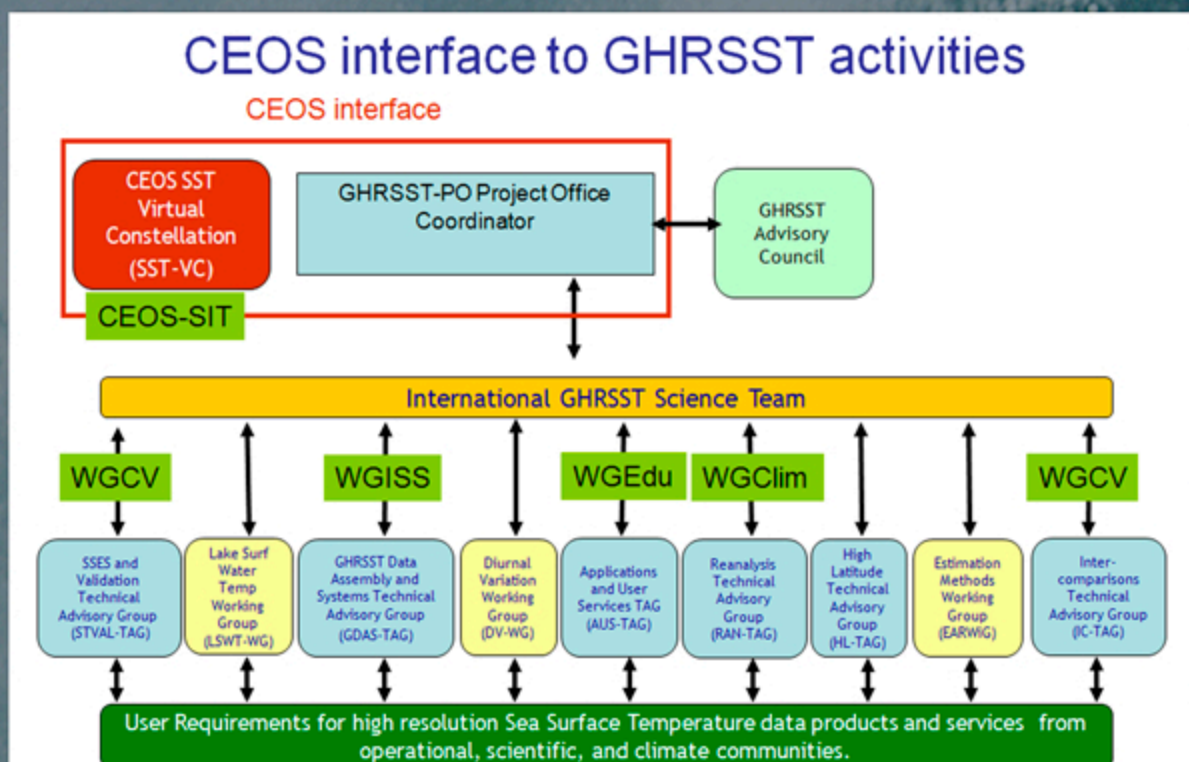 CEOS interface to GHRSST activities
CEOS interface
CEOS SST
Virtual
Constellation
(SST-VC)
GHRSST-PO Project Office
Coordinator
GHRSST
Advisory
Council
CEOS-SIT
International GHRSST Science Team
WGCV
WGISS
WGEdu
WGClim
WGCV
SSES and
Validation
Technical
Advisory Group
(STVAL-TAG)
Lake Surf
Water
Temp
Working
Group
(LSWT-WG)
GHRSST Data
Assembly and
Systems Technical
Advisory Group
(GDAS-TAG)
Diurnal
Variation
Working
Group
(DV-WG)
Applications
and User
Services TAG
(AUS-TAG)
Reanalysis
Technical
Advisory
Group
(RAN-TAG)
High
Latitude
Technical
Advisory
Group
(HL-TAG)
Estimation
Methods
Working
Group
(EARWiG)
Inter-
comparisons
Technical
Advisory Group
(IC-TAG)
User Requirements for high resolution Sea Surface Temperature data products and services from
operational, scientific, and climate communities.